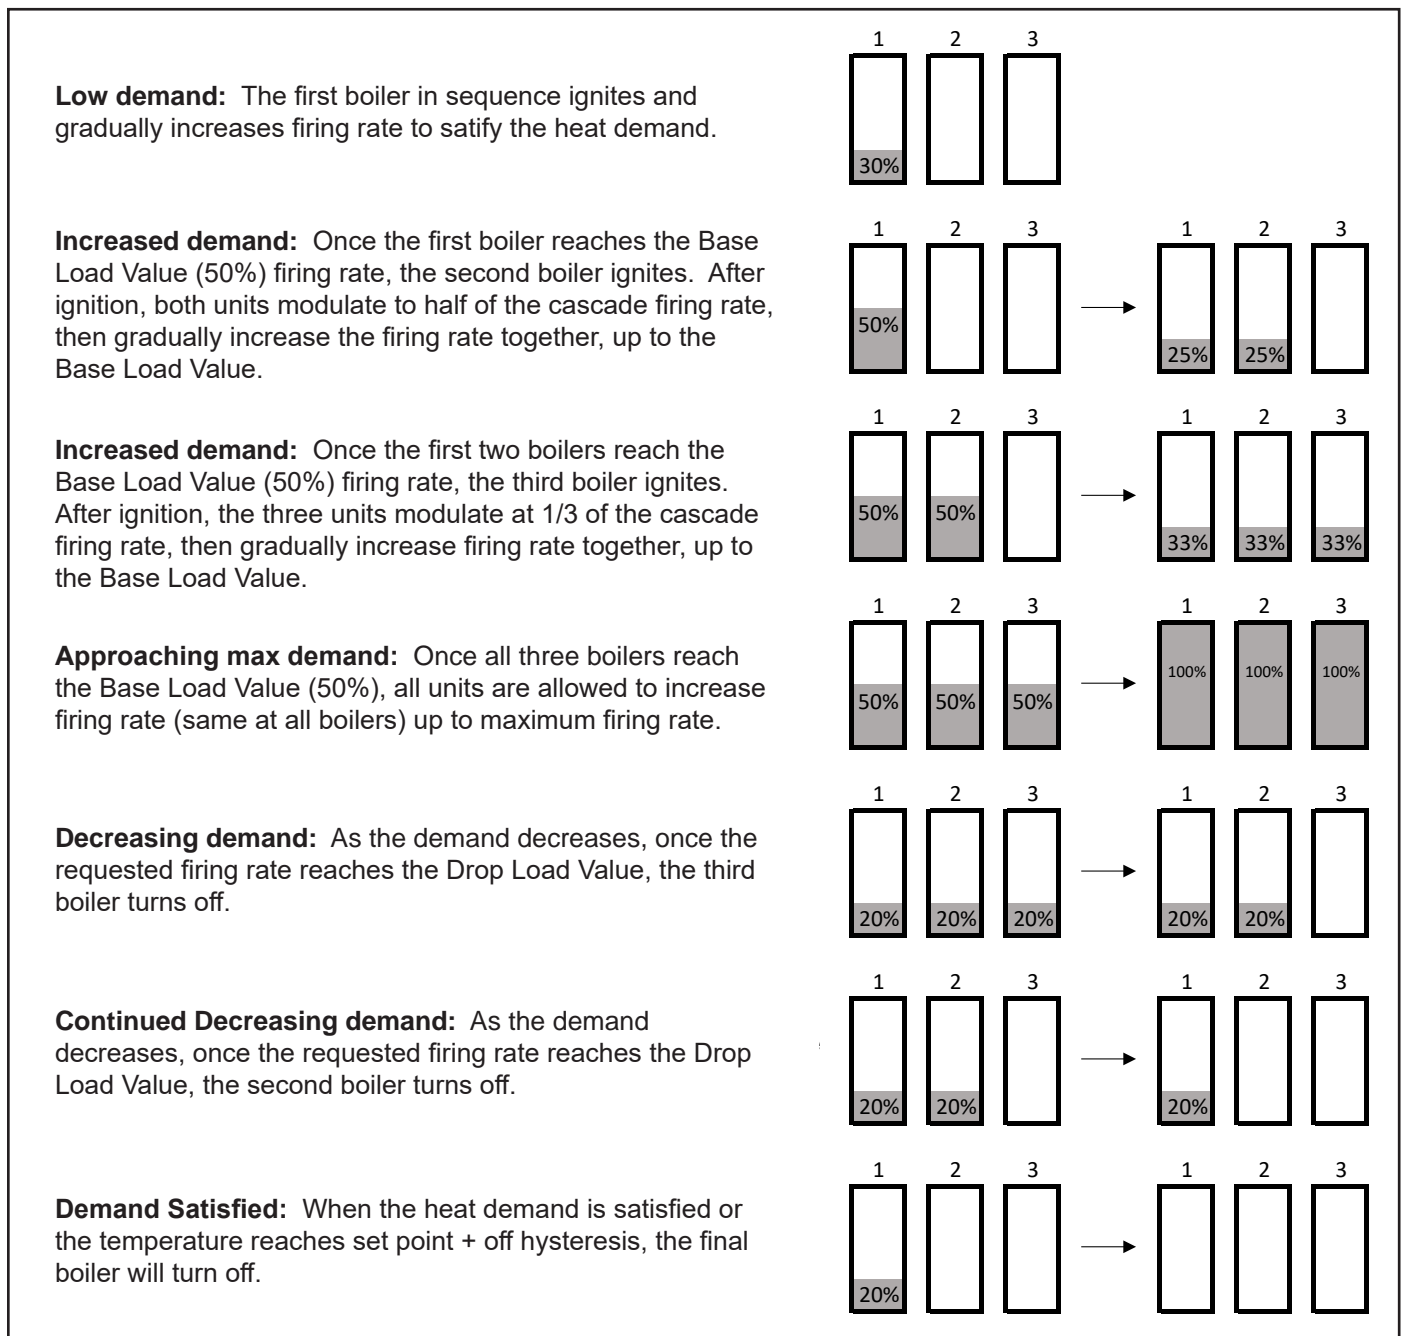 1 2 3
Low demand: The first boiler in sequence ignites and
gradually increases firing rate to satify the heat demand.
30%
1 2 3 1 2 3
Increased demand: Once the first boiler reaches the Base
Load Value (50%) firing rate, the second boiler ignites. After
ignition, both units modulate to half of the cascade firing rate,
then gradually increase the firing rate together, up to the
Base Load Value.
50%
25% 25%
1 2 3 1 2 3
Increased demand: Once the first two boilers reach the
Base Load Value (50%) firing rate, the third boiler ignites.
After ignition, the three units modulate at 1/3 of the cascade
firing rate, then gradually increase firing rate together, up to
the Base Load Value.
50% 50%
33% 33% 33%
1 2 3 1 2 3
Approaching max demand: Once all three boilers reach
the Base Load Value (50%), all units are allowed to increase
firing rate (same at all boilers) up to maximum firing rate.
50% 50% 50%
100% 100% 100%
1 2 3 1 2 3
Decreasing demand: As the demand decreases, once the
requested firing rate reaches the Drop Load Value, the third
boiler turns off.
20% 20% 20% 20% 20%
1 2 3 1 2 3
Continued Decreasing demand: As the demand
decreases, once the requested firing rate reaches the Drop
Load Value, the second boiler turns off.
20% 20% 20%
1 2 3 1 2 3
Demand Satisfied: When the heat demand is satisfied or
the temperature reaches set point + off hysteresis, the final
boiler will turn off.
20%